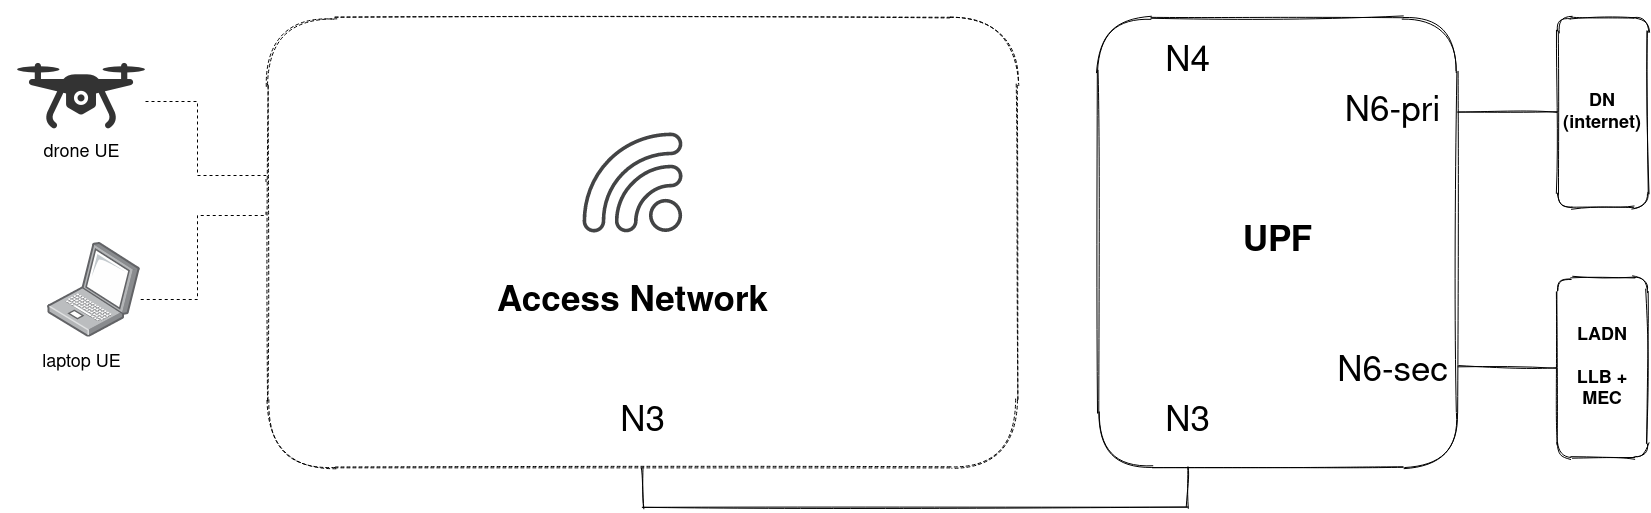 drone UE
laptop UE
Access Network
N3
N4
N6-pri
UPF
N6-sec
N3
DN
(internet)
LADN
LLB +
MEC